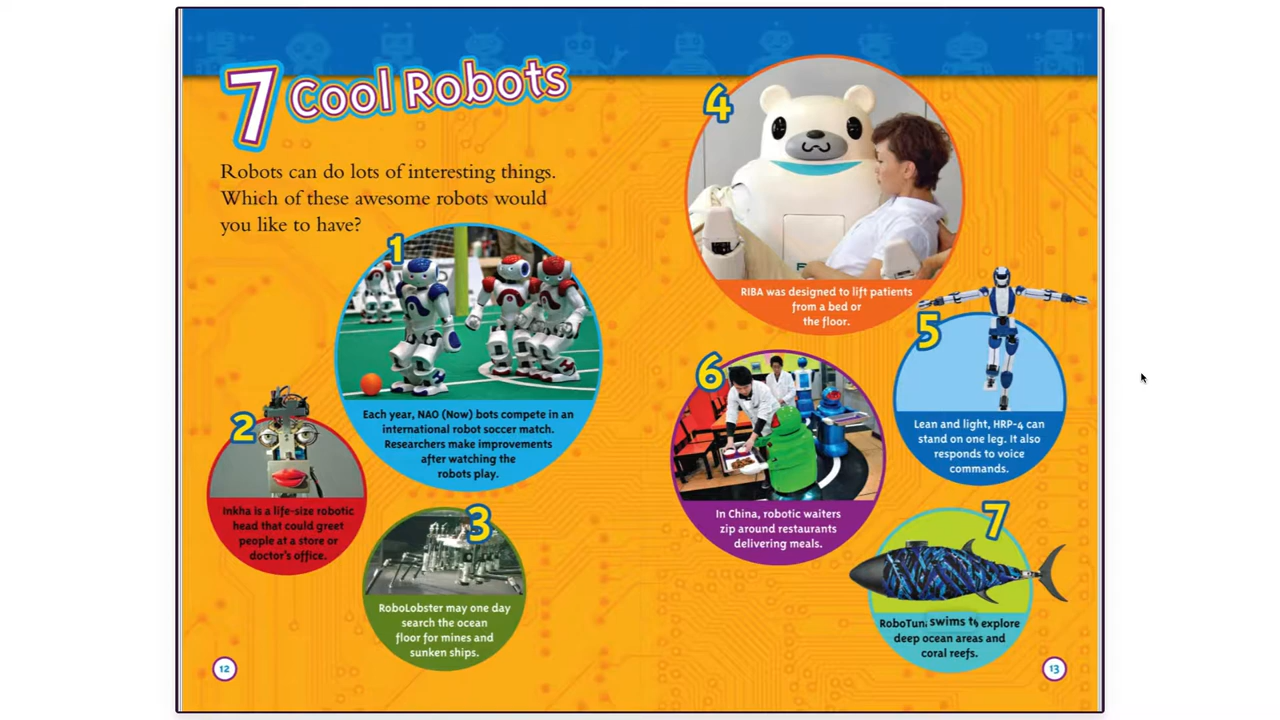 7 Cool Robots
Robots can do lots of interesting things.
Which of these awesome robots would
you like to have?
1
Each year, NAO (Now) bots compete in an
international robot soccer match.
Researchers make improvements
after watching the
robots play.
2
Inkha is a life-size robotic
head that could greet
people at a store or
doctor's office.
3
RoboLobster may one day
search the ocean
floor for mines and
sunken ships.
12
4
RIBA was designed to lift patients
from a bed or
the floor.
5
Lean and light, HRP-4 can
stand on one leg. It also
responds to voice
commands.
6
In China, robotic waiters
zip around restaurants
delivering meals.
7
swims explore
deep ocean areas and
coral reefs.
13